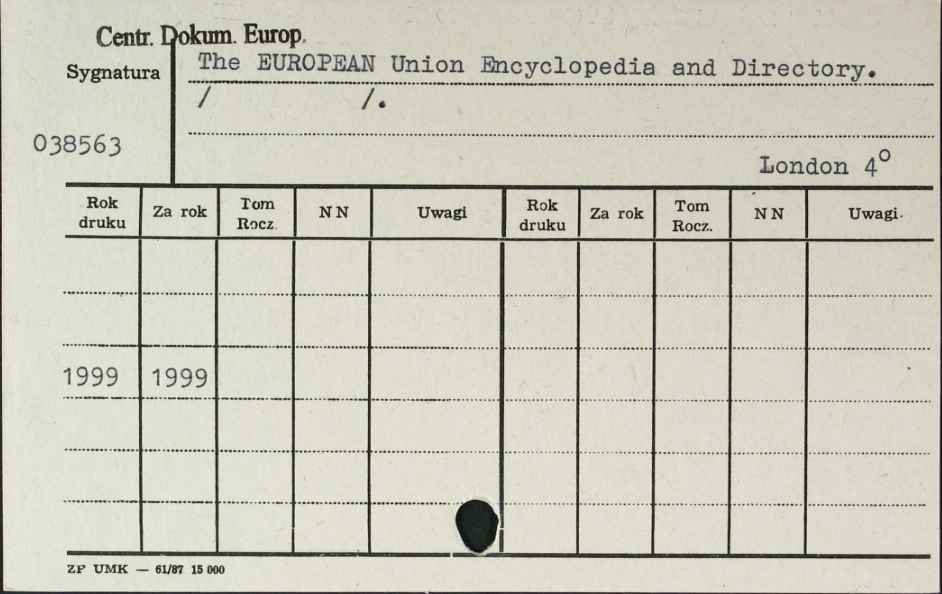 Centr. Dokum. Europ.
Sygnatura
The EUROPEAN Union Encyclopedia and Directory.
/ /.
038563
London 4°
Rok druku Za rok Tom Rocz. NN Uwagi Rok druku Za rok Tom Rocz. NN Uwagi
1999 1999
ZP UMK — 61/87 15 000